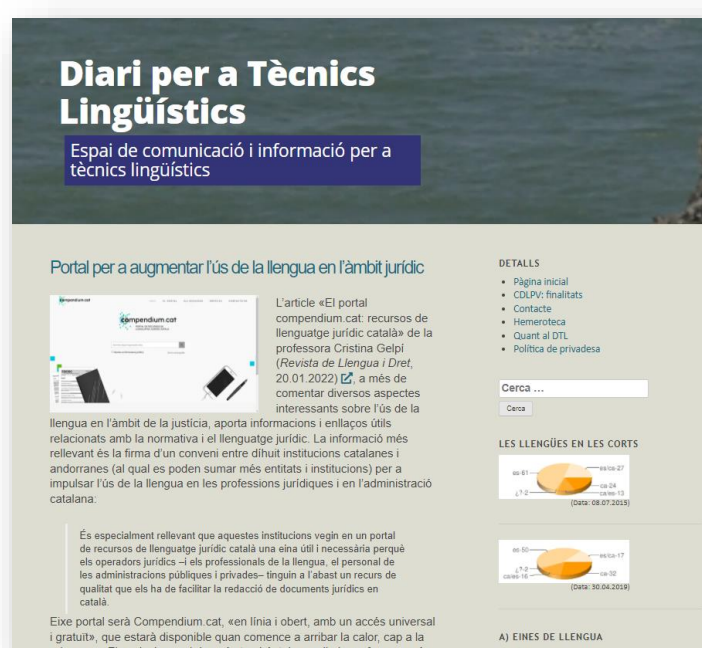 Diari per a Tècnics
Lingüístics
Espai de comunicació i informació per a
tècnics lingüístics
Portal per a augmentar l'ús de la llengua en l'àmbit jurídic
compendium.cat
compendium.cat
L'article «El portal
compendium.cat: recursos de
llenguatge jurídic català» de la
professora Cristina Gelpí
(Revista de Llengua i Dret,
20.01.2022) , a més de
comentar diversos aspectes
interessants sobre l'ús de la
llengua en l'àmbit de la justícia, aporta informacions i enllaços útils
relacionats amb la normativa i el llenguatge jurídic. La informació més
rellevant és la firma d'un conveni entre díhuit institucions catalanes i
andorranes (al qual es poden sumar més entitats i institucions) per a
impulsar l'ús de la llengua en les professions jurídiques i en l'administració
catalana:
És especialment rellevant que aquestes institucions vegin en un portal
de recursos de llenguatge jurídic català una eina útil i necessària perquè
els operadors jurídics –i els professionals de la llengua, el personal de
les administracions públiques i privades– tinguin a l'abast un recurs de
qualitat que els ha de facilitar la redacció de documents jurídics en
català.
Eixe portal serà Compendium.cat, «en línia i obert, amb un accés universal
i gratuït», que estarà disponible quan comence a arribar la calor, cap a la
DETALLS
Pàgina inicial
CDLPV: finalitats
Contacte
Hemeroteca
Quant al DTL
Política de privadesa
Cerca …
Cerca
LES LLENGÜES EN LES CORTS
es-61
es/ca-27
ca-24
¿?-2
ca/es-13
(Data: 08.07.2015)
es-50
es/ca-17
¿?-2
ca-32
ca/es-16
(Data: 30.04.2019)
A) EINES DE LLENGUA